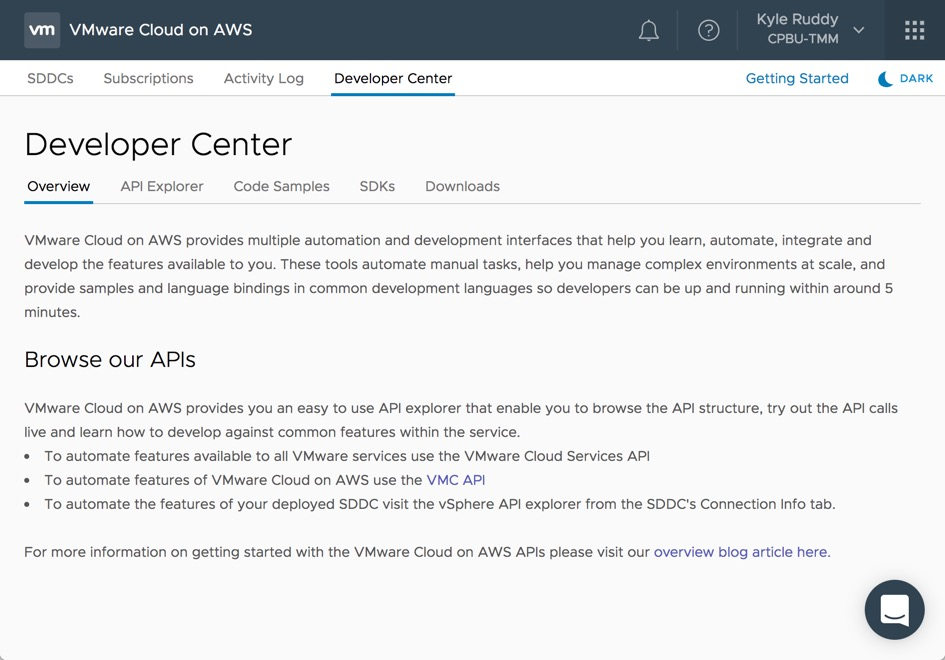 vm VMware Cloud on AWS
Kyle Ruddy
CPBU-TMM
SDDCs Subscriptions Activity Log Developer Center Getting Started DARK
Developer Center
Overview API Explorer Code Samples SDKs Downloads
VMware Cloud on AWS provides multiple automation and development interfaces that help you learn, automate, integrate and
develop the features available to you. These tools automate manual tasks, help you manage complex environments at scale, and
provide samples and language bindings in common development languages so developers can be up and running within around 5
minutes.
Browse our APIs
VMware Cloud on AWS provides you an easy to use API explorer that enable you to browse the API structure, try out the API calls
live and learn how to develop against common features within the service.
• To automate features available to all VMware services use the VMware Cloud Services API
• To automate features of VMware Cloud on AWS use the VMC API
• To automate the features of your deployed SDDC visit the vSphere API explorer from the SDDC's Connection Info tab.
For more information on getting started with the VMware Cloud on AWS APIs please visit our overview blog article here.